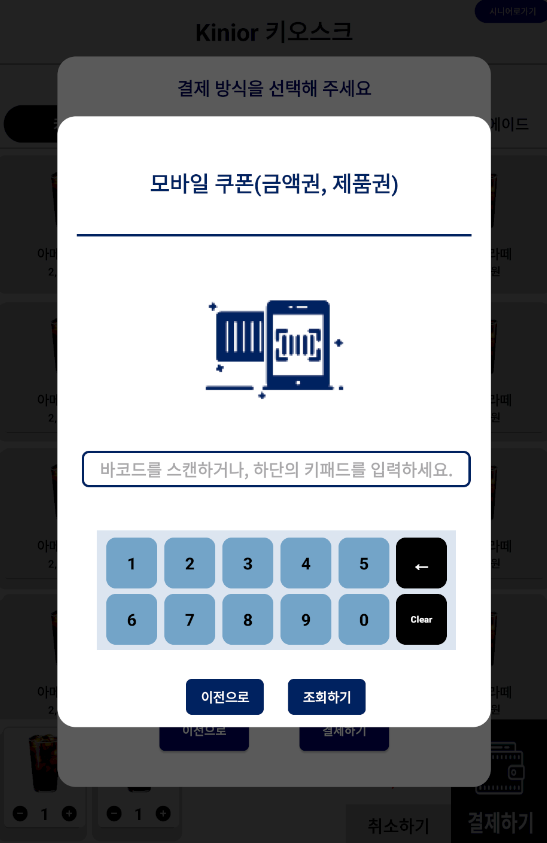 시니어로가기
Kinior 키오스크
결제 방식을 선택해 주세요
에이드
모바일 쿠폰(금액권, 제품권)
아메
라떼
2,
원
아메
라떼
2,
원
바코드를 스캔하거나, 하단의 키패드를 입력하세요.
아메
라떼
2,
원
1 2 3 4 5 ←
6 7 8 9 0 Clear
아메
라떼
2,
원
이전으로 조회하기
이전으로 결제하기
1 1
취소하기
결제하기